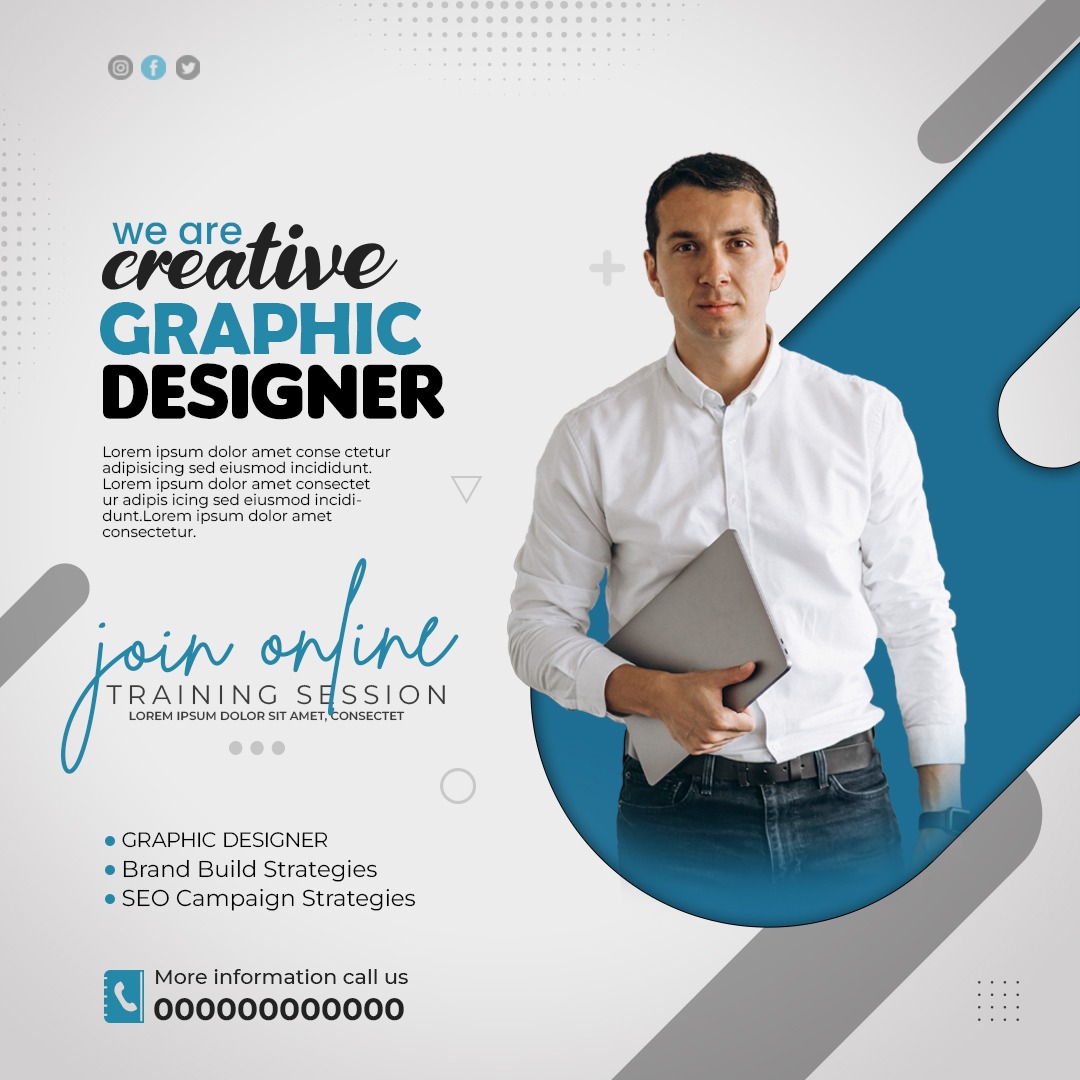 we are
creative
GRAPHIC
DESIGNER
Lorem ipsum dolor amet conse ctetur
adipisicing sed eiusmod incididunt.
Lorem ipsum dolor amet consectet
ur adipis icing sed eiusmod incidi-
dunt.Lorem ipsum dolor amet
consectetur.
join online
TRAINING SESSION
LOREM IPSUM DOLOR SIT AMET, CONSECTET
GRAPHIC DESIGNER
Brand Build Strategies
SEO Campaign Strategies
More information call us
000000000000